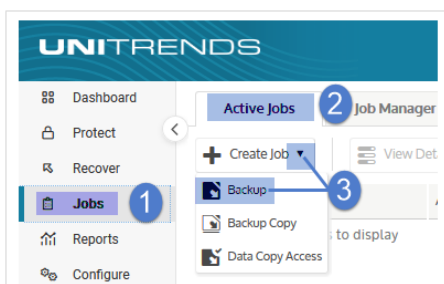 UNITRENDS
Dashboard
Protect
Recover
Jobs 1
Reports
Configure
Active Jobs 2 Job Manager
Create Job View
Backup 3
Backup Copy
to display
Data Copy Access